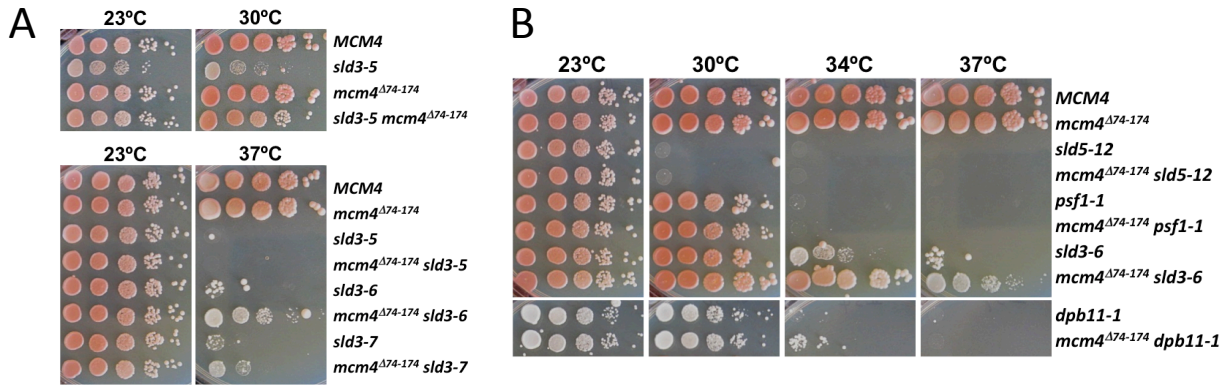 A
23ºC 30ºC
MCM4
sld3-5
mcm4Δ74-174
sld3-5 mcm4Δ74-174
23ºC 37ºC
MCM4
mcm4Δ74-174
sld3-5
mcm4Δ74-174 sld3-5
sld3-6
mcm4Δ74-174 sld3-6
sld3-7
mcm4Δ74-174 sld3-7
B
23ºC 30ºC 34ºC 37ºC
MCM4
mcm4Δ74-174
sld5-12
mcm4Δ74-174 sld5-12
psf1-1
mcm4Δ74-174 psf1-1
sld3-6
mcm4Δ74-174 sld3-6
dpb11-1
mcm4Δ74-174 dpb11-1